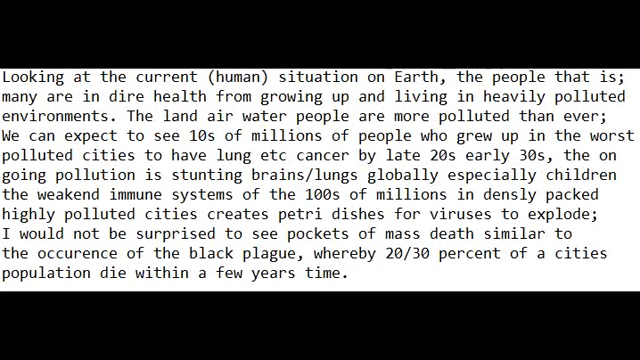 Looking at the current (human) situation on Earth, the people that is;
many are in dire health from growing up and living in heavily polluted
environments. The land air water people are more polluted than ever;
We can expect to see 10s of millions of people who grew up in the worst
polluted cities to have lung etc cancer by late 20s early 30s, the on
going pollution is stunting brains/lungs globally especially children
the weakend immune systems of the 100s of millions in densly packed
highly polluted cities creates petri dishes for viruses to explode;
I would not be surprised to see pockets of mass death similar to
the occurence of the black plague, whereby 20/30 percent of a cities
population die within a few years time.